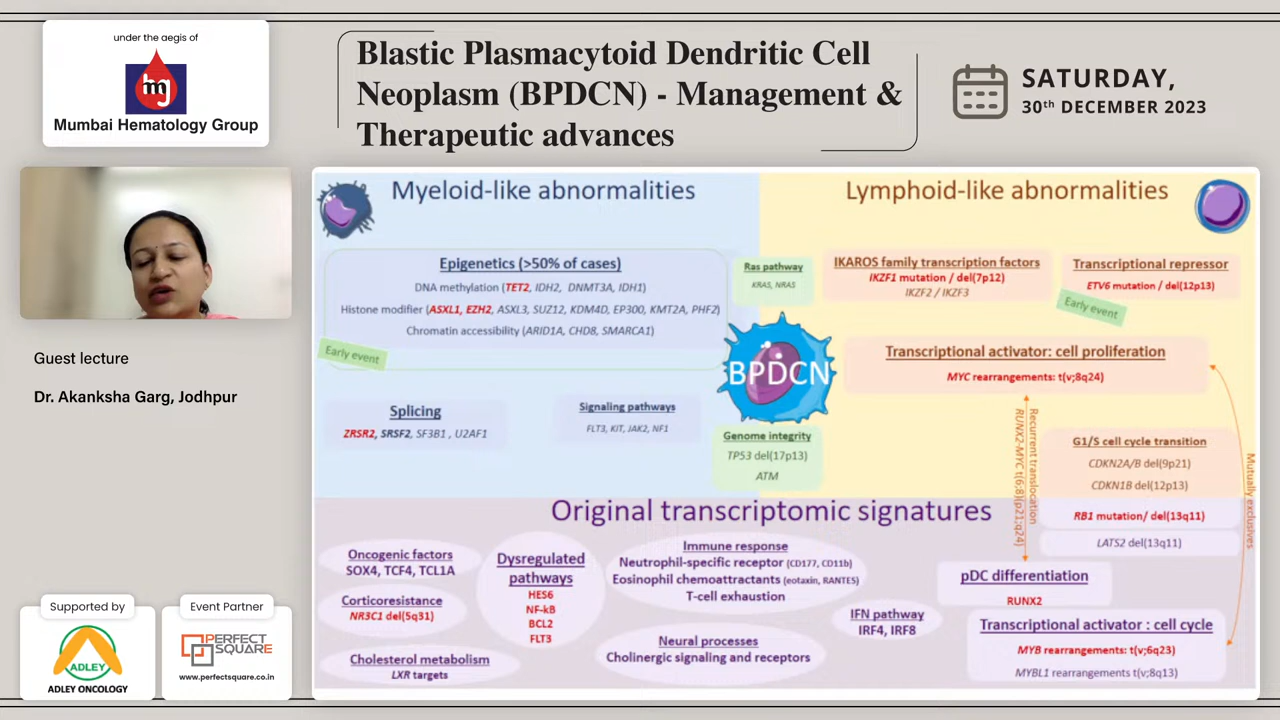 under the aegis of
mg
Mumbai Hematology Group
Blastic Plasmacytoid Dendritic Cell
Neoplasm (BPDCN) - Management &
Therapeutic advances
SATURDAY,
30th DECEMBER 2023
Guest lecture
Dr. Akanksha Garg, Jodhpur
Supported by
ADLEY
ADLEY ONCOLOGY
Event Partner
PERFECT
SQUARE
www.perfectsquare.co.in
Myeloid-like abnormalities
Epigenetics (>50% of cases)
DNA methylation (TET2, IDH2, DNMT3A, IDH1)
Histone modifier (ASXL1, EZH2, ASXL3, SUZ12, KDM4D, EP300, KMT2A, PHF2)
Chromatin accessibility (ARID1A, CHD8, SMARCA1)
Early event
Splicing
ZRSR2, SRSF2, SF3B1, U2AF1
Signaling pathways
FLT3, KIT, JAK2, NF1
Ras pathway
KRAS, NRAS
BPDCN
Genome integrity
TP53 del(17p13)
ATM
Lymphoid-like abnormalities
IKAROS family transcription factors
IKZF1 mutation / del(7p12)
IKZF2 / IKZF3
Transcriptional repressor
ETV6 mutation / del(12p13)
Early event
Transcriptional activator: cell proliferation
MYC rearrangements: t(v;8q24)
Recurrent translocation
RUNX2-MYC t(6;8)(p21;q24)
G1/S cell cycle transition
CDKN2A/B del(9p21)
CDKN1B del(12p13)
RB1 mutation/ del(13q11)
LATS2 del(13q11)
Mutually exclusives
Original transcriptomic signatures
Oncogenic factors
SOX4, TCF4, TCL1A
Corticoresistance
NR3C1 del(5q31)
Cholesterol metabolism
LXR targets
Dysregulated
pathways
HES6
NF-kB
BCL2
FLT3
Immune response
Neutrophil-specific receptor (CD177, CD11b)
Eosinophil chemoattractants (eotaxin, RANTES)
T-cell exhaustion
Neural processes
Cholinergic signaling and receptors
IFN pathway
IRF4, IRF8
pDC differentiation
RUNX2
Transcriptional activator : cell cycle
MYB rearrangements: t(v;6q23)
MYBL1 rearrangements t(v;8q13)